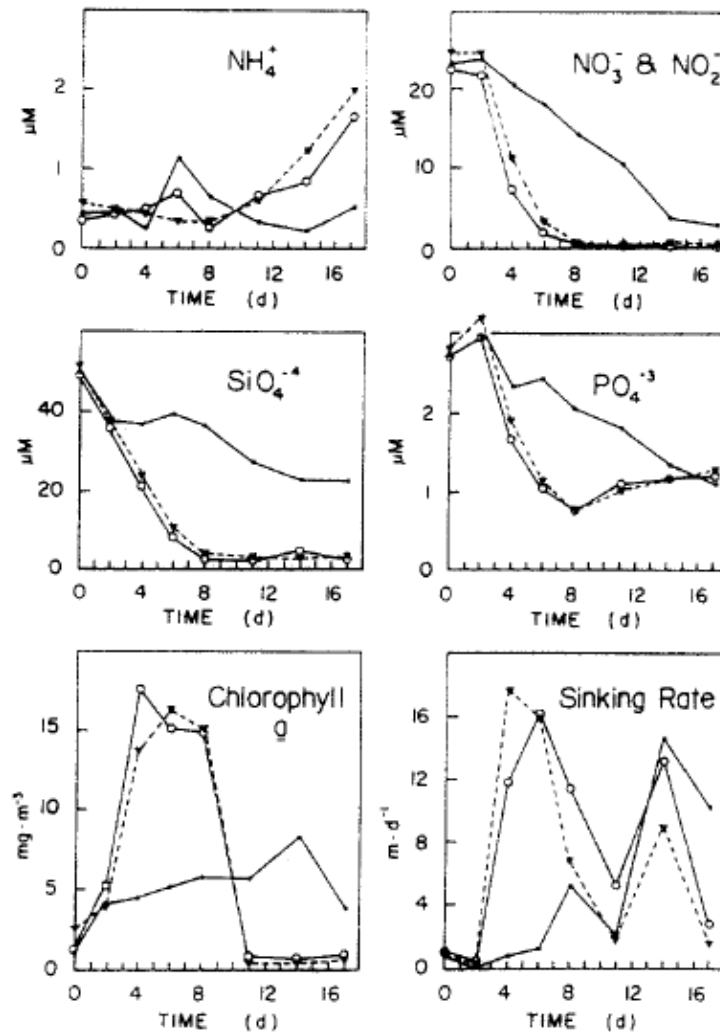 NH₄⁺
μM
2
1
0
0 4 8 12 16
TIME (d)
NO₃⁻ & NO₂⁻
μM
20
10
0
0 4 8 12 16
TIME (d)
SiO₄⁻⁴
μM
40
20
0
0 4 8 12 16
TIME (d)
PO₄⁻³
μM
2
1
0
0 4 8 12 16
TIME (d)
Chlorophyll
a
mg·m⁻³
15
10
5
0
0 4 8 12 16
TIME (d)
Sinking Rate
m·d⁻¹
16
12
8
4
0
0 4 8 12 16
TIME (d)